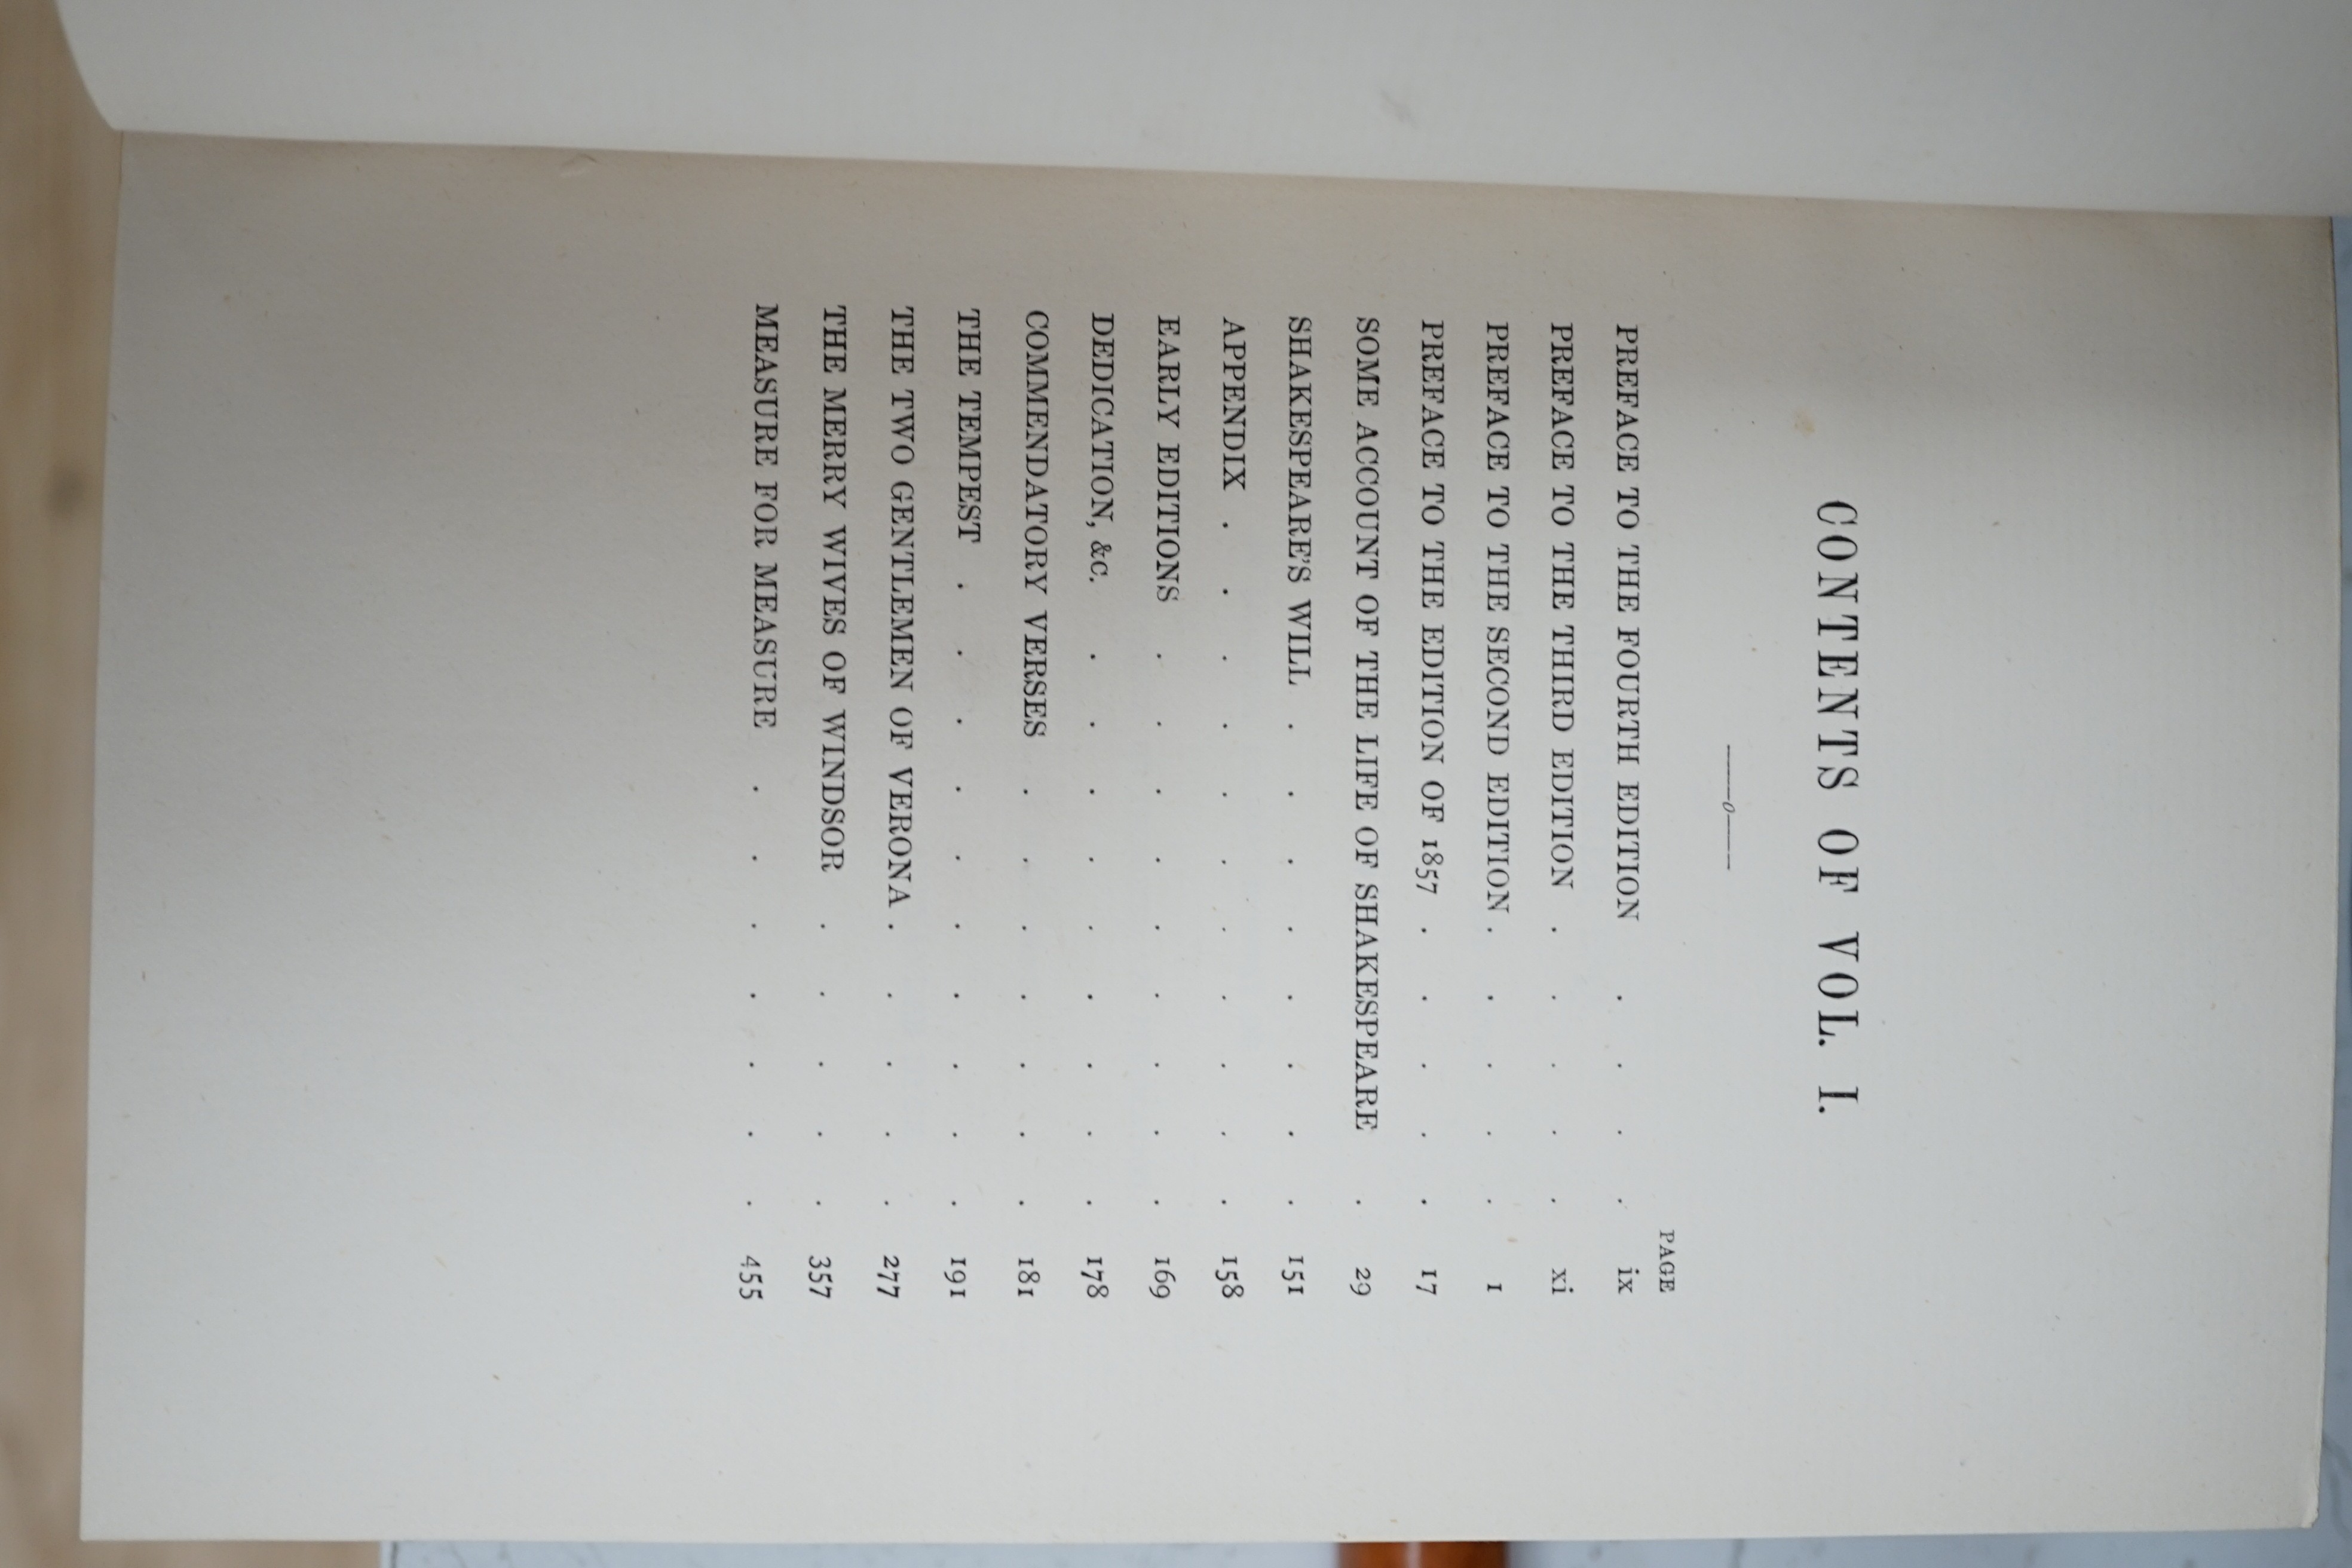 CONTENTS OF VOL. I.
PAGE
PREFACE TO THE FOURTH EDITION . . . . ix
PREFACE TO THE THIRD EDITION . . . . . xi
PREFACE TO THE SECOND EDITION . . . . . 1
PREFACE TO THE EDITION OF 1857 . . . . . 17
SOME ACCOUNT OF THE LIFE OF SHAKESPEARE . 29
SHAKESPEARE'S WILL . . . . . . . . 151
APPENDIX . . . . . . . . . . . 158
EARLY EDITIONS . . . . . . . . . 169
DEDICATION, &c. . . . . . . . . . 178
COMMENDATORY VERSES . . . . . . . 181
THE TEMPEST . . . . . . . . . . 191
THE TWO GENTLEMEN OF VERONA . . . . . 277
THE MERRY WIVES OF WINDSOR . . . . . 357
MEASURE FOR MEASURE . . . . . . . 455